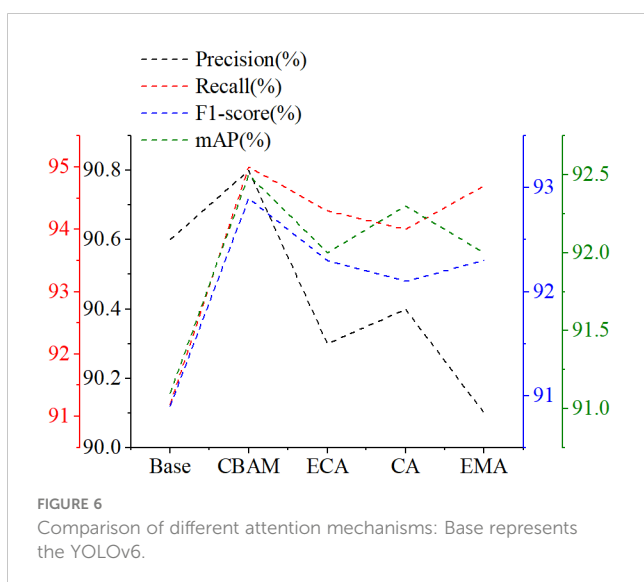 Precision(%)
Recall(%)
F1-score(%)
mAP(%)
95
94
93
92
91
90.8
90.6
90.4
90.2
90.0
93
92
91
92.5
92.0
91.5
91.0
Base CBAM ECA CA EMA
FIGURE 6
Comparison of different attention mechanisms: Base represents
the YOLOv6.